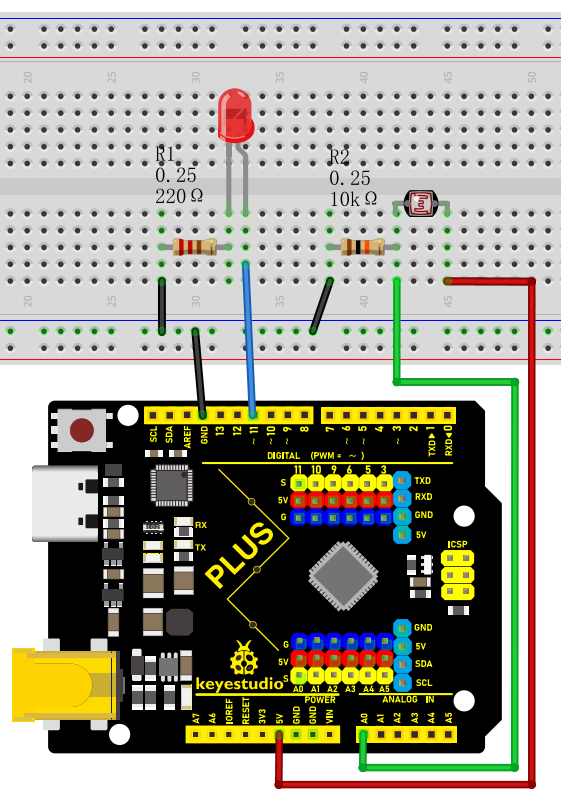 20
25
30
35
40
45
50
R1
0.25
220Ω
R2
0.25
10kΩ
20
25
30
35
40
45
50
SCL
SDA
AREF
GND
13
12
~11
~10
~9
8
7
~6
~5
4
~3
2
TXD▶1
RXD◀0
DIGITAL (PWM = ~ )
11 10 9 6 5 3
S
5V
G
TXD
RXD
GND
5V
RX
TX
PLUS
ICSP
G
5V
S
GND
5V
SDA
SCL
keyestudio
A0 A1 A2 A3 A4 A5
POWER
ANALOG IN
A7
A6
IOREF
RESET
3V3
5V
GND
GND
VIN
A0
A1
A2
A3
A4
A5